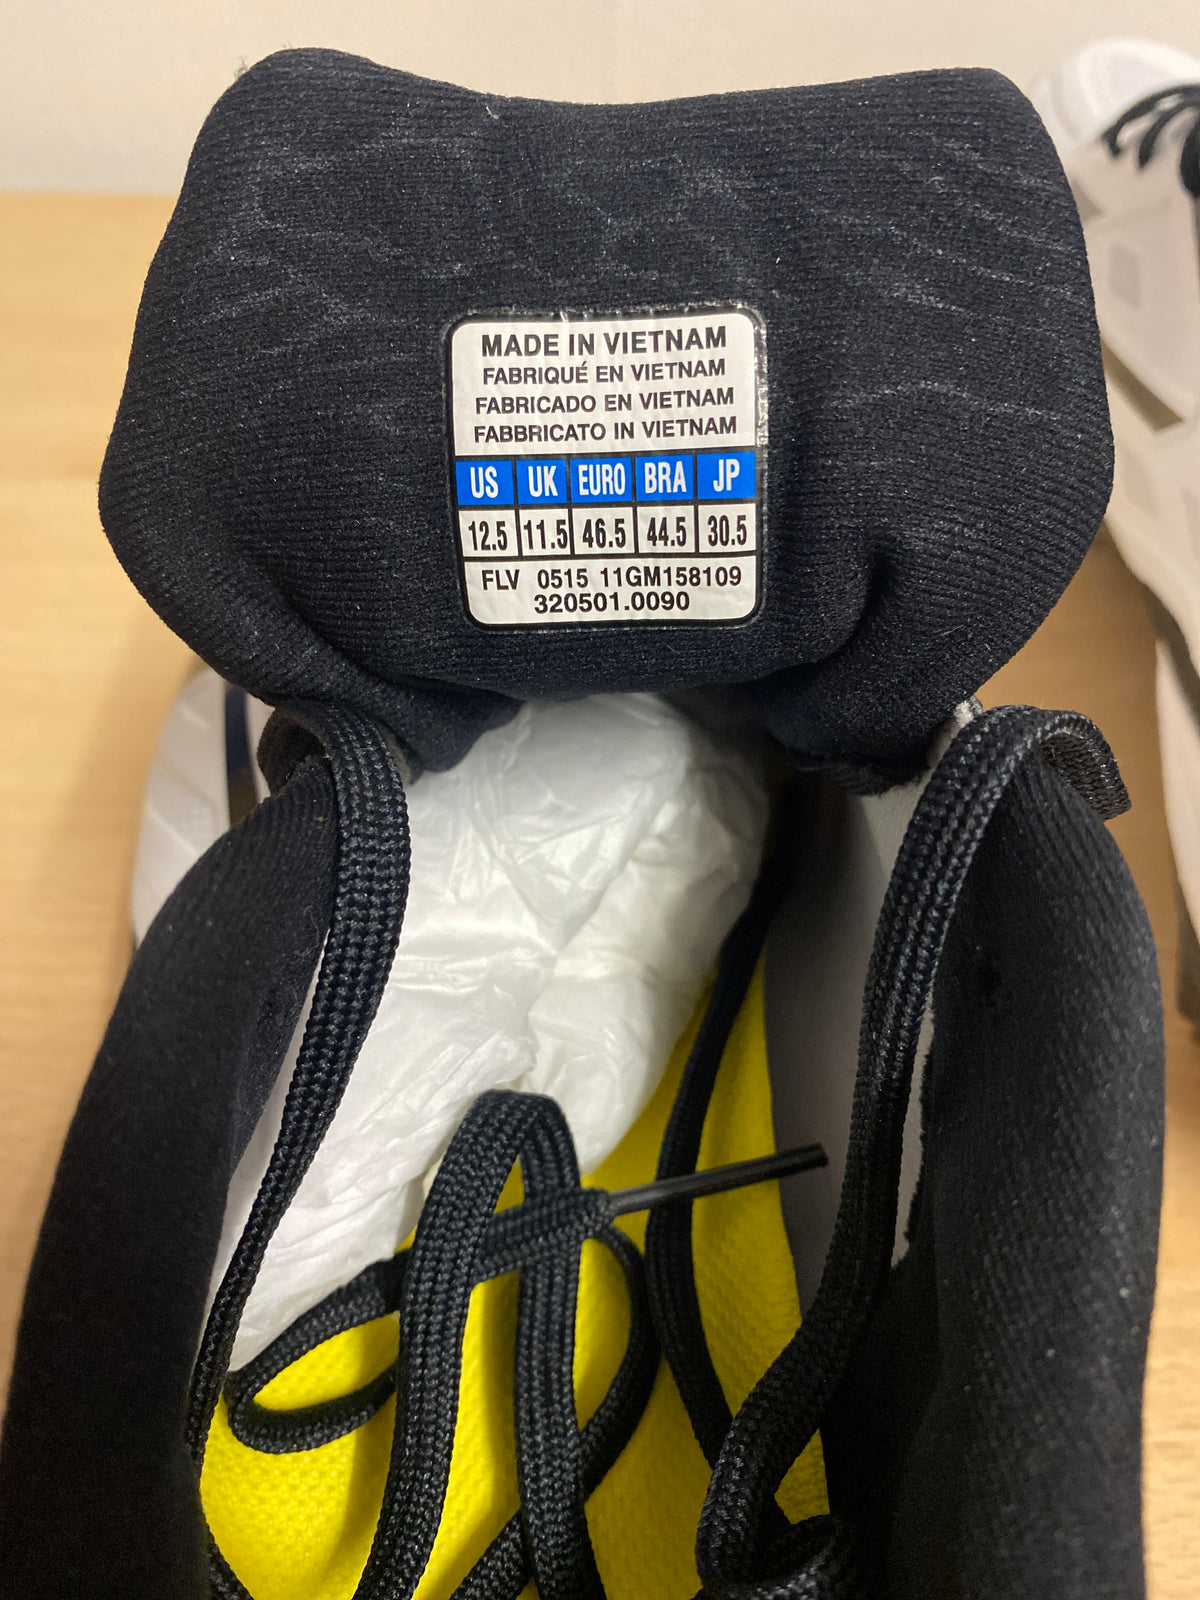 MADE IN VIETNAM
FABRIQUÉ EN VIETNAM
FABRICADO EN VIETNAM
FABBRICATO IN VIETNAM
US UK EURO BRA JP
12.5 11.5 46.5 44.5 30.5
FLV 0515 11GM158109
320501.0090